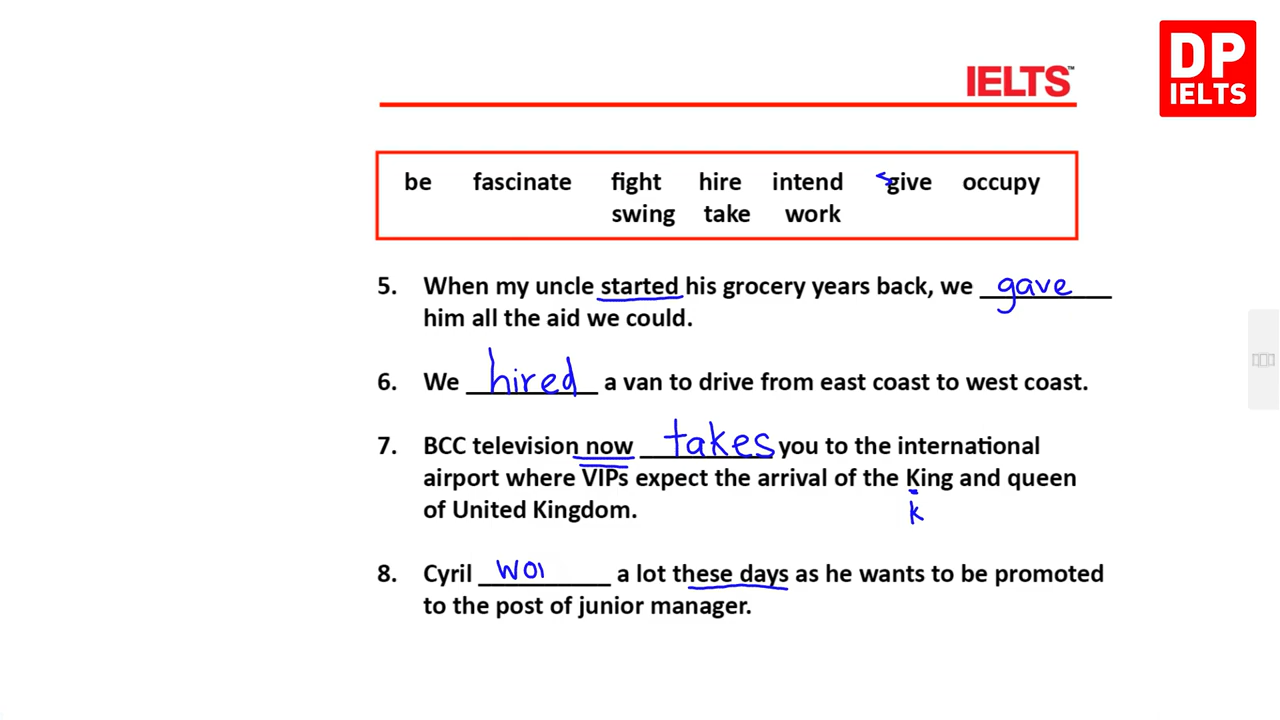 DP
IELTS
IELTS™
be fascinate fight hire intend give occupy
swing take work
5. When my uncle started his grocery years back, we gave
him all the aid we could.
6. We hired a van to drive from east coast to west coast.
7. BCC television now takes you to the international
airport where VIPs expect the arrival of the King and queen
k
of United Kingdom.
8. Cyril wor a lot these days as he wants to be promoted
to the post of junior manager.